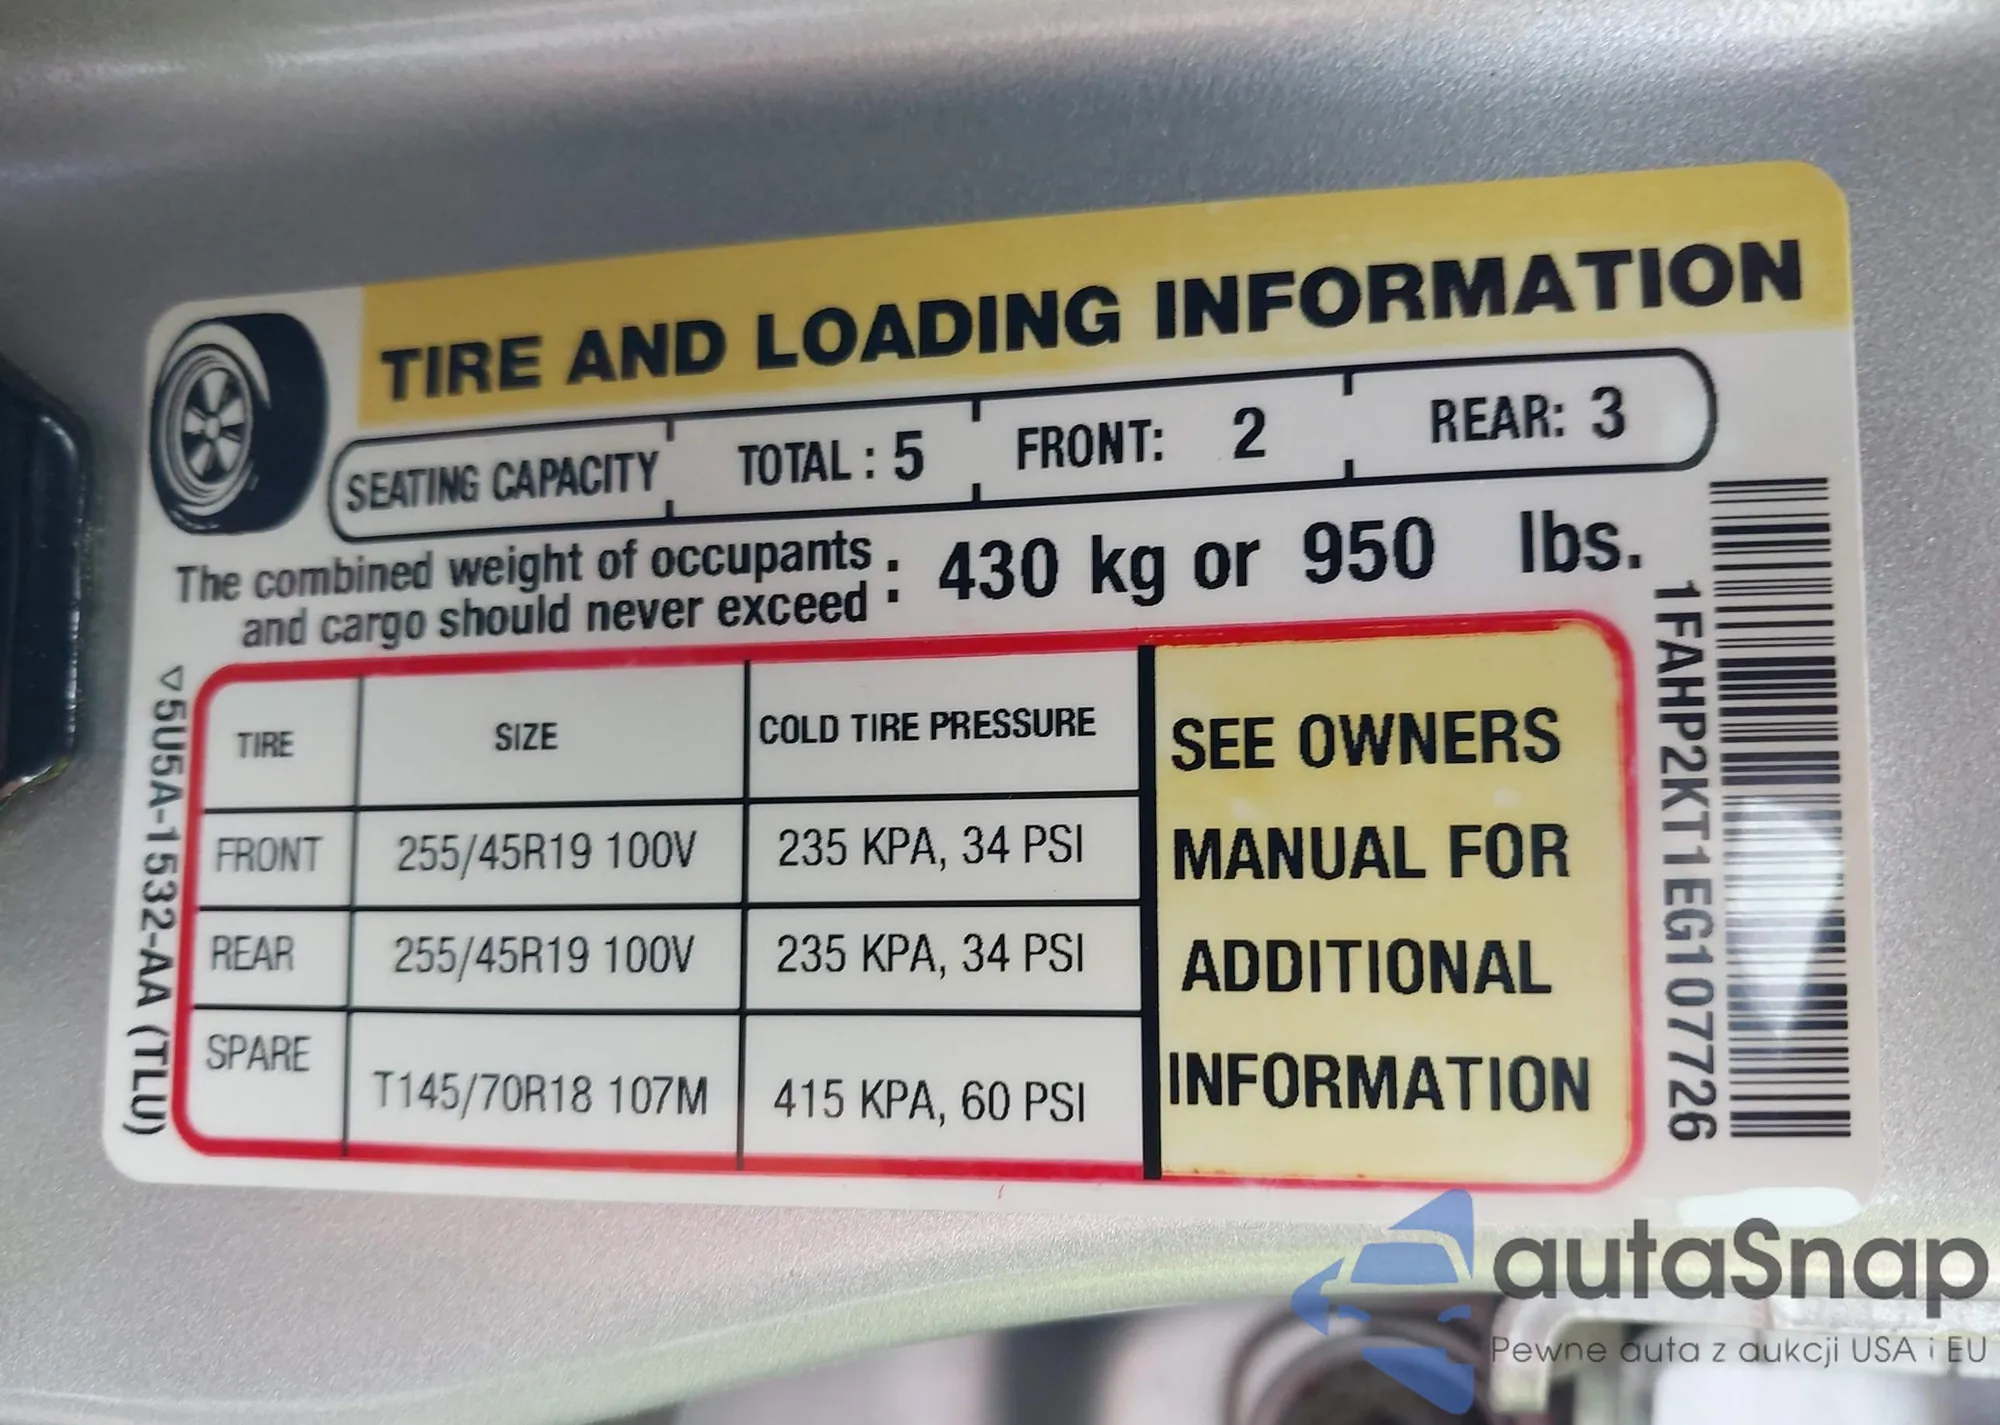 TIRE AND LOADING INFORMATION
SEATING CAPACITY TOTAL : 5 FRONT: 2 REAR: 3
The combined weight of occupants
and cargo should never exceed : 430 kg or 950 lbs.
TIRE SIZE COLD TIRE PRESSURE
FRONT 255/45R19 100V 235 KPA, 34 PSI
REAR 255/45R19 100V 235 KPA, 34 PSI
SPARE T145/70R18 107M 415 KPA, 60 PSI
SEE OWNERS
MANUAL FOR
ADDITIONAL
INFORMATION
▽5U5A-1532-AA (TLU)
1FAHP2KT1EG107726
autaSnap
Pewne auta z aukcji USA i EU